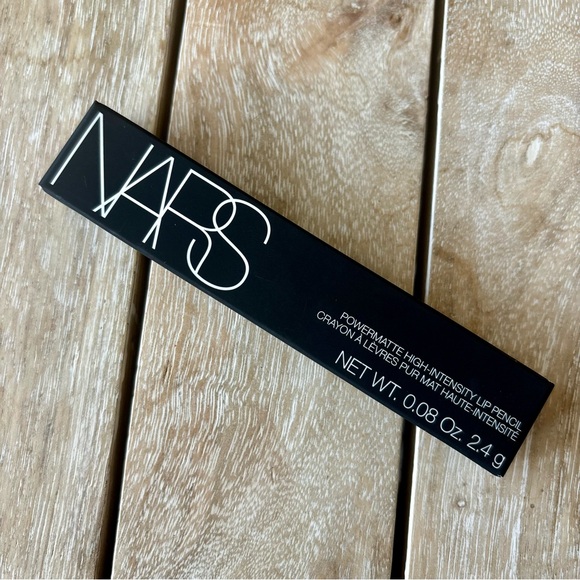 NARS
POWERMATTE HIGH-INTENSITY LIP PENCIL
CRAYON À LÈVRES PUR MAT HAUTE-INTENSITÉ
NET WT. 0.08 Oz. 2.4 g